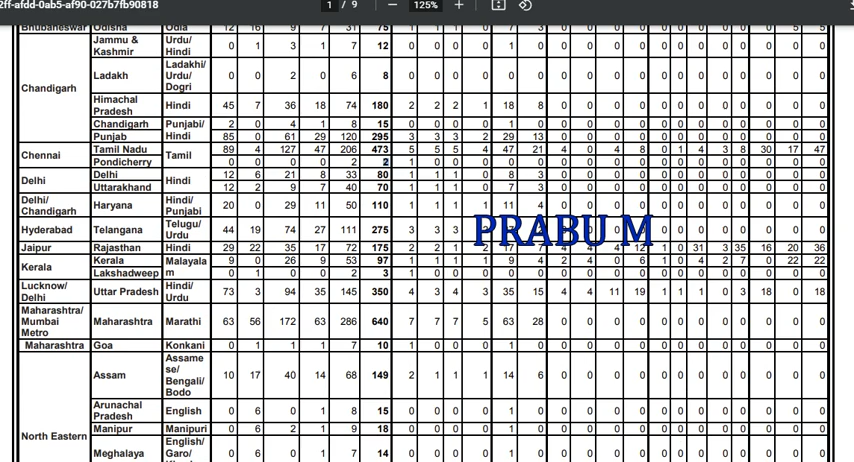 2ff-afdd-0ab5-af90-027b7fb90818 1 / 9 125%
Bhubaneswar Odisha Odia 12 16 9 7 31 75 1 1 1 0 7 3 0 0 0 0 0 0 0 0 0 5 5
Chandigarh
Jammu & Kashmir Urdu/ Hindi 0 1 3 1 7 12 0 0 0 0 1 0 0 0 0 0 0 0 0 0 0 0 0
Ladakh Ladakhi/ Urdu/ Dogri 0 0 2 0 6 8 0 0 0 0 0 0 0 0 0 0 0 0 0 0 0 0 0
Himachal Pradesh Hindi 45 7 36 18 74 180 2 2 2 1 18 8 0 0 0 0 0 0 0 0 0 0 0
Chandigarh Punjabi/ Hindi 2 0 4 1 8 15 0 0 0 0 1 0 0 0 0 0 0 0 0 0 0 0 0
Punjab 85 0 61 29 120 295 3 3 3 2 29 13 0 0 0 0 0 0 0 0 0 0 0
Chennai Tamil Nadu Tamil 89 4 127 47 206 473 5 5 5 4 47 21 4 0 4 8 0 1 4 3 8 30 17 47
Pondicherry 0 0 0 0 2 2 1 0 0 0 0 0 0 0 0 0 0 0 0 0 0 0 0
Delhi Delhi Hindi 12 6 21 8 33 80 1 1 1 0 8 3 0 0 0 0 0 0 0 0 0 0 0
Uttarakhand 12 2 9 7 40 70 1 1 1 0 7 3 0 0 0 0 0 0 0 0 0 0 0
Delhi/ Chandigarh Haryana Hindi/ Punjabi 20 0 29 11 50 110 1 1 1 1 11 4 0 0 0 0 0 0 0 0 0 0 0
Hyderabad Telangana Telugu/ Urdu 44 19 74 27 111 275 3 3 3
PRABU M
Jaipur Rajasthan Hindi 29 22 35 17 72 175 2 2 1 2 17 7 4 4 4 12 1 0 31 3 35 16 20 36
Kerala Kerala Malayala m 9 0 26 9 53 97 1 1 1 1 9 4 2 4 0 6 1 0 4 2 7 0 22 22
Lakshadweep 0 1 0 0 2 3 1 0 0 0 0 0 0 0 0 0 0 0 0 0 0 0 0
Lucknow/ Delhi Uttar Pradesh Hindi/ Urdu 73 3 94 35 145 350 4 3 4 3 35 15 4 4 11 19 1 1 1 0 3 18 0 18
Maharashtra/ Mumbai Metro Maharashtra Marathi 63 56 172 63 286 640 7 7 7 5 63 28 0 0 0 0 0 0 0 0 0 0 0
Maharashtra Goa Konkani 0 1 1 1 7 10 1 0 0 0 1 0 0 0 0 0 0 0 0 0 0 0 0
North Eastern
Assam Assame se/ Bengali/ Bodo 10 17 40 14 68 149 2 1 1 1 14 6 0 0 0 0 0 0 0 0 0 0 0
Arunachal Pradesh English 0 6 0 1 8 15 0 0 0 0 1 0 0 0 0 0 0 0 0 0 0 0 0
Manipur Manipuri 0 6 2 1 9 18 0 0 0 0 1 0 0 0 0 0 0 0 0 0 0 0 0
Meghalaya English/ Garo/ 0 6 0 1 7 14 0 0 0 0 1 0 0 0 0 0 0 0 0 0 0 0 0